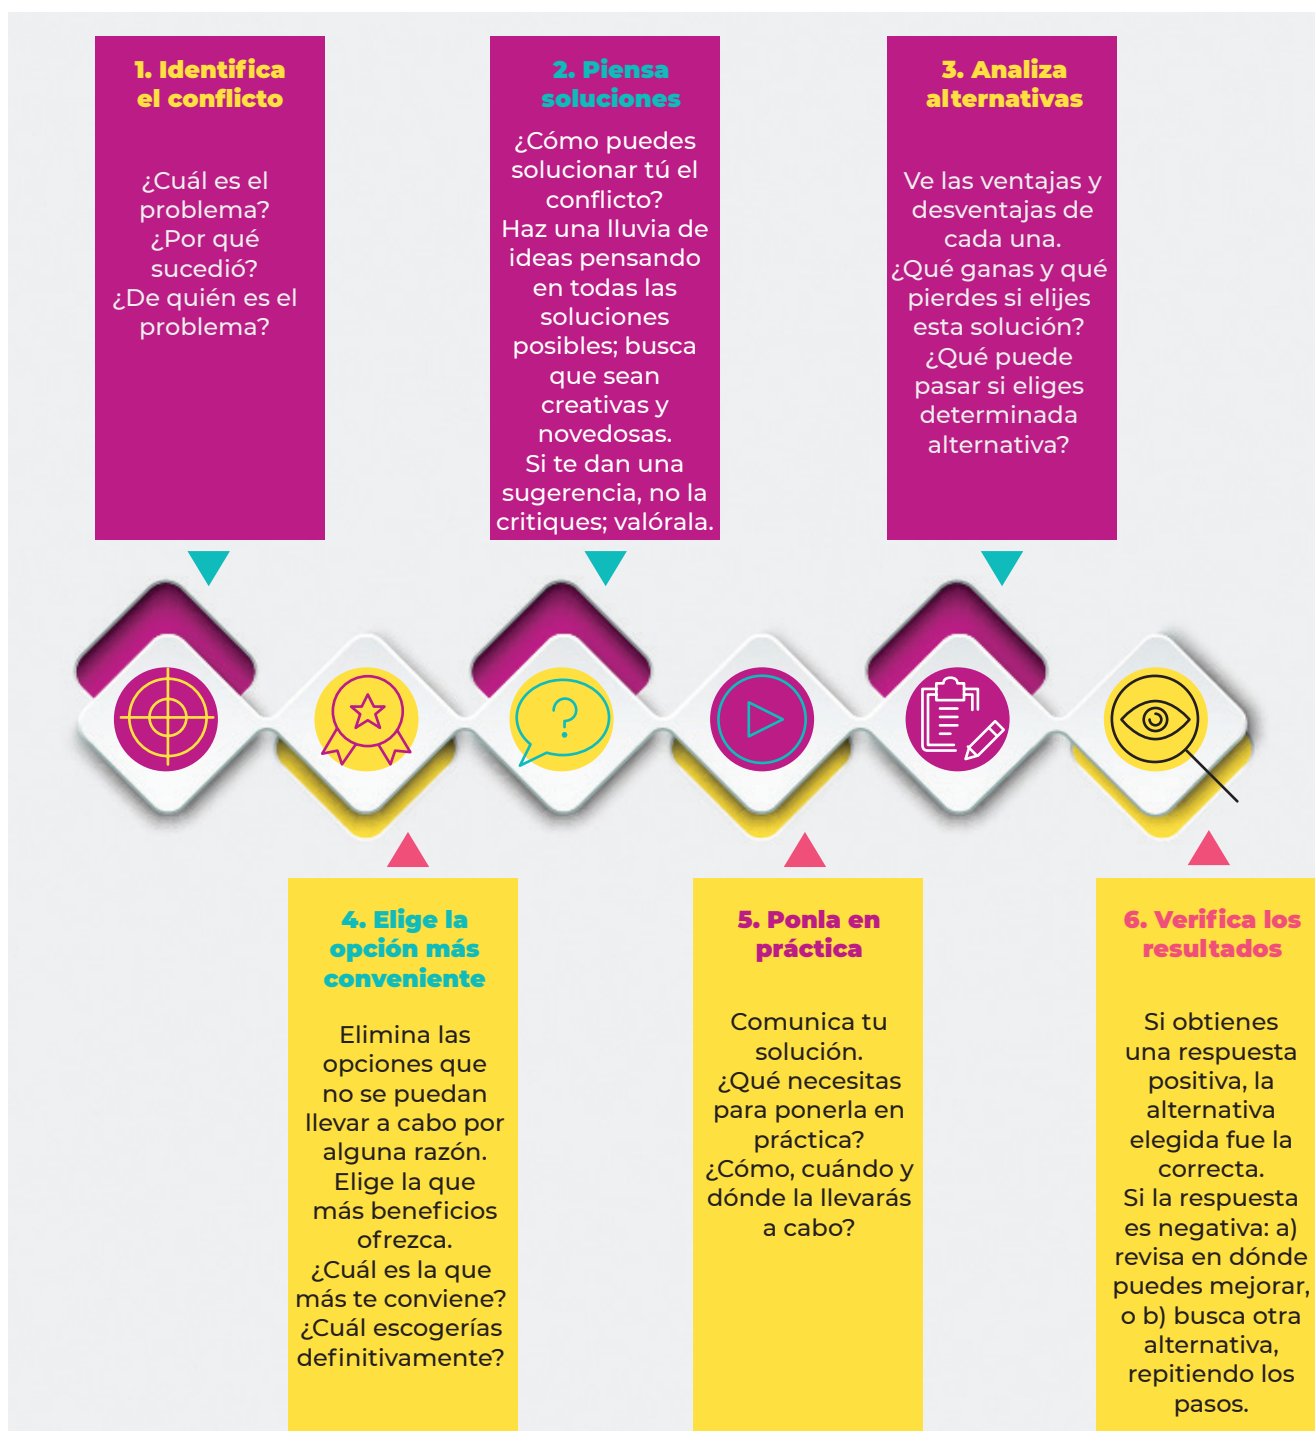 1. Identifica
el conflicto
¿Cuál es el
problema?
¿Por qué
sucedió?
¿De quién es el
problema?
2. Piensa
soluciones
¿Cómo puedes
solucionar tú el
conflicto?
Haz una lluvia de
ideas pensando
en todas las
soluciones
posibles; busca
que sean
creativas y
novedosas.
Si te dan una
sugerencia, no la
critiques; valórala.
3. Analiza
alternativas
Ve las ventajas y
desventajas de
cada una.
¿Qué ganas y qué
pierdes si elijes
esta solución?
¿Qué puede
pasar si eliges
determinada
alternativa?
?
4. Elige la
opción más
conveniente
Elimina las
opciones que
no se puedan
llevar a cabo por
alguna razón.
Elige la que
más beneficios
ofrezca.
¿Cuál es la que
más te conviene?
¿Cuál escogerías
definitivamente?
5. Ponla en
práctica
Comunica tu
solución.
¿Qué necesitas
para ponerla en
práctica?
¿Cómo, cuándo y
dónde la llevarás
a cabo?
6. Verifica los
resultados
Si obtienes
una respuesta
positiva, la
alternativa
elegida fue la
correcta.
Si la respuesta
es negativa: a)
revisa en dónde
puedes mejorar,
o b) busca otra
alternativa,
repitiendo los
pasos.